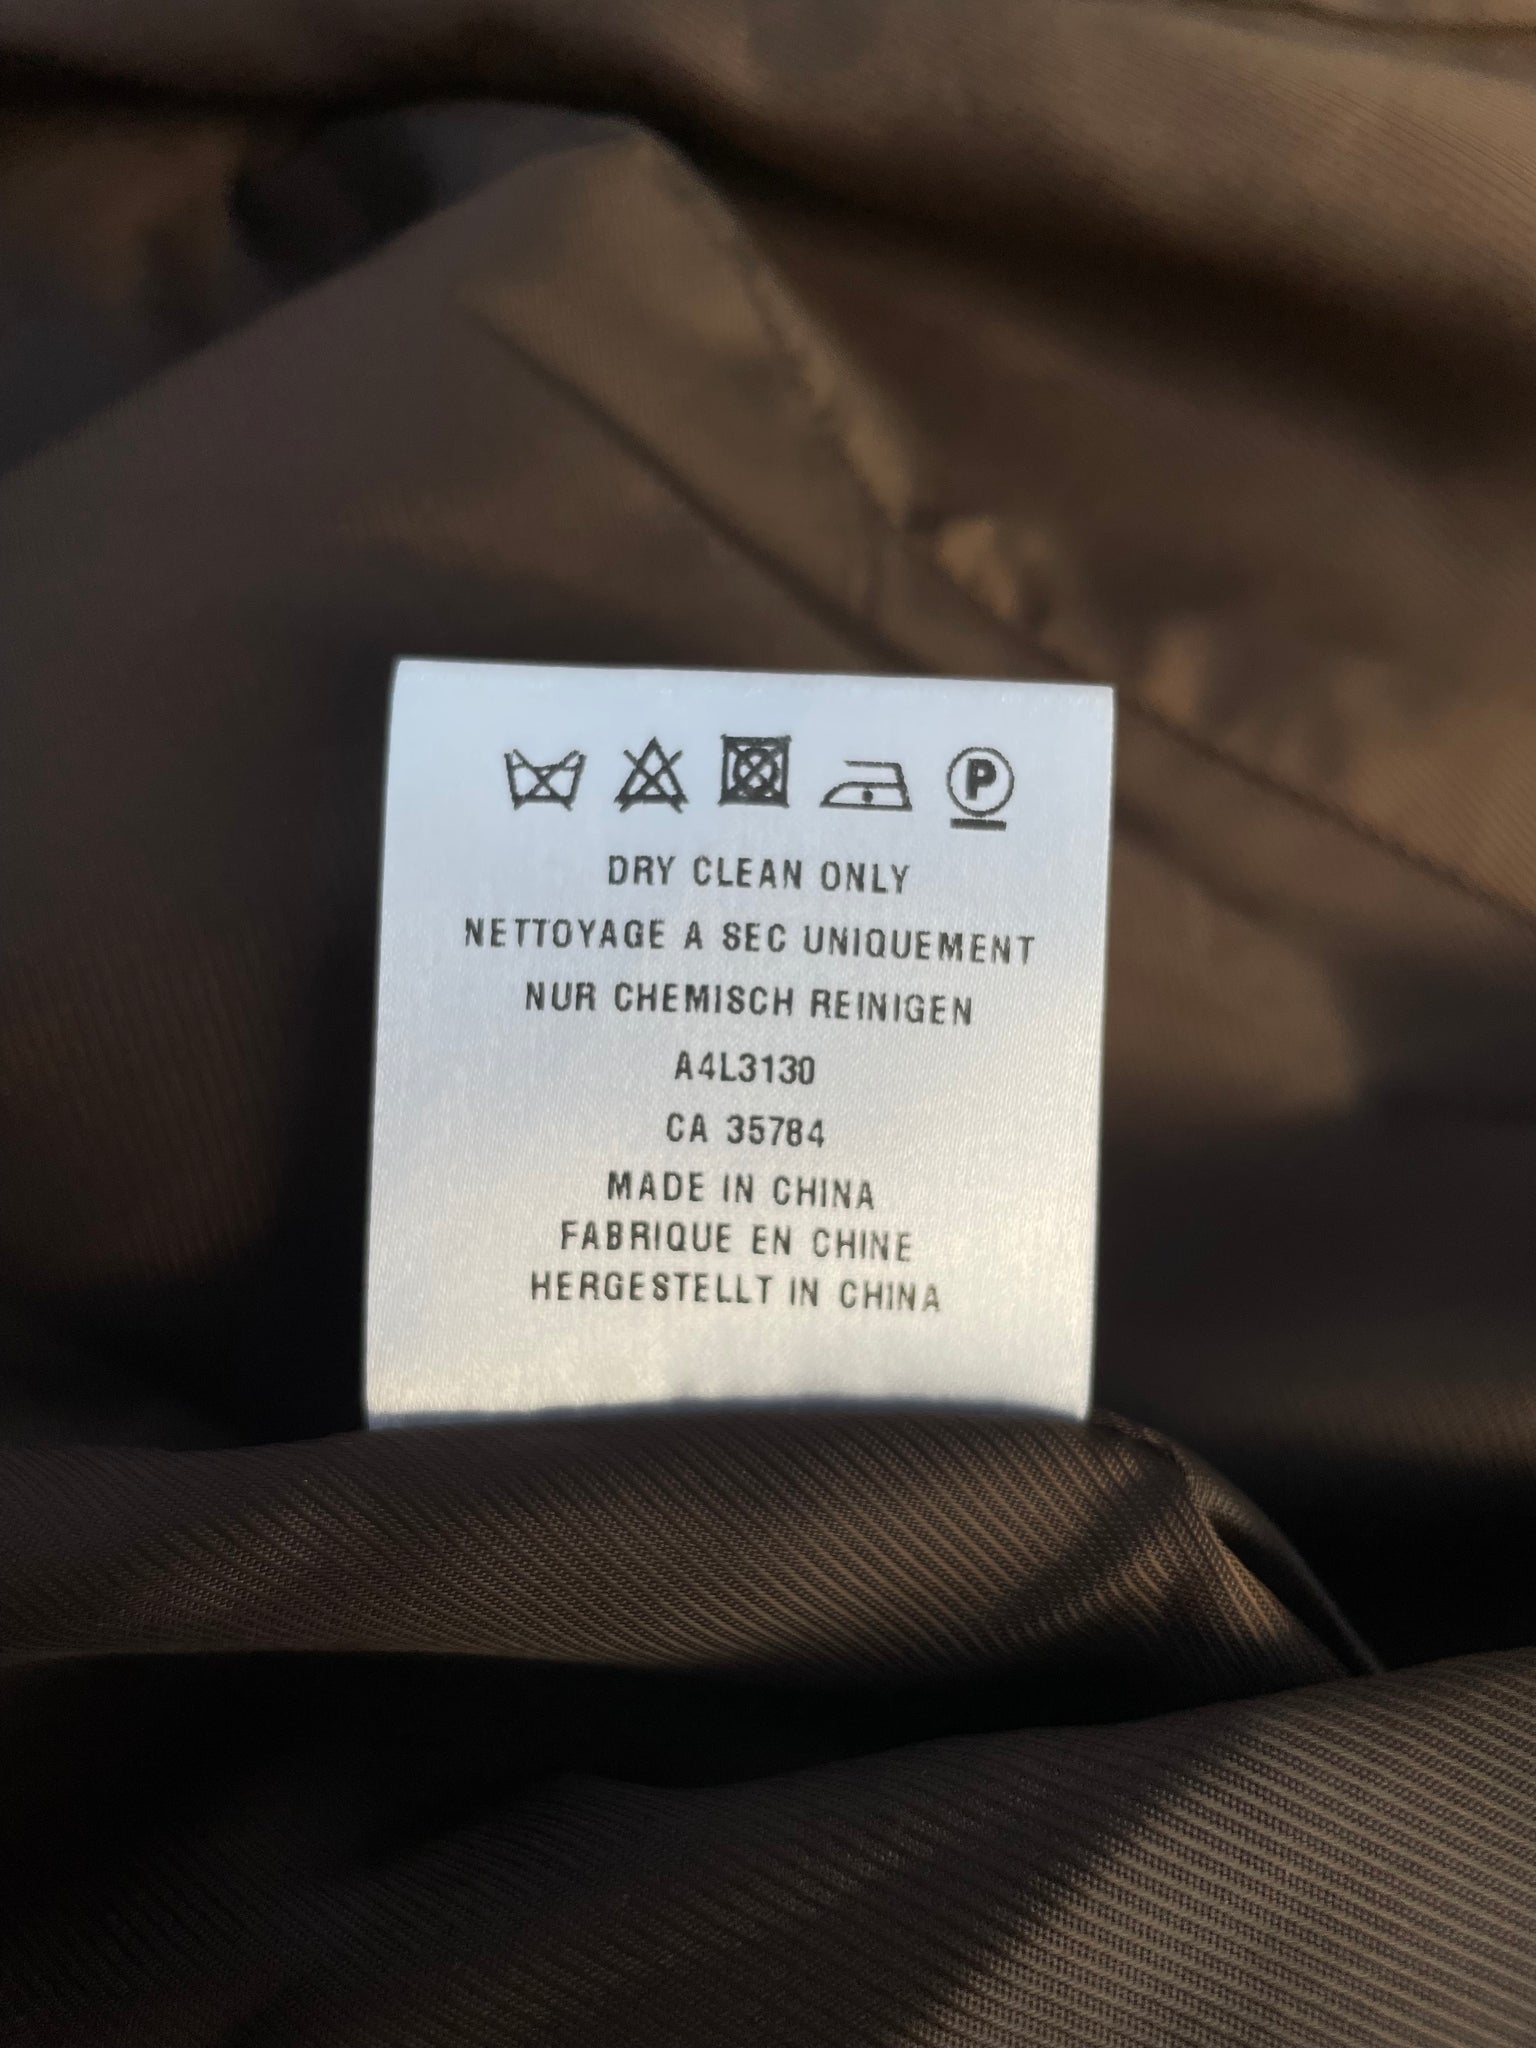 P
DRY CLEAN ONLY
NETTOYAGE A SEC UNIQUEMENT
NUR CHEMISCH REINIGEN
A4L3130
CA 35784
MADE IN CHINA
FABRIQUE EN CHINE
HERGESTELLT IN CHINA